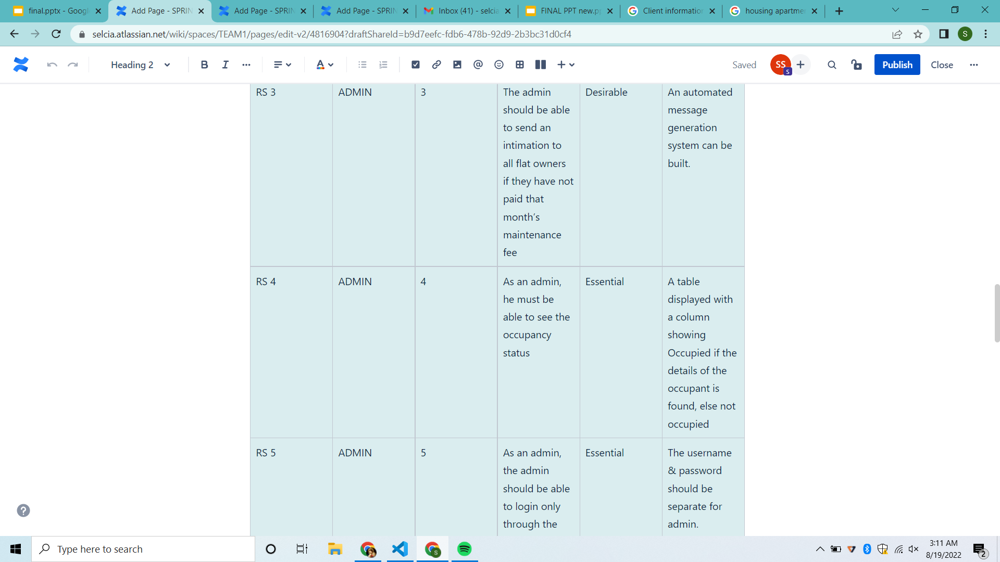 final.pptx - Googl
Add Page - SPRIN
Add Page - SPRIN
Add Page - SPRIN
Inbox (41) - selcia
FINAL PPT new.p
Client information
housing apartme
selcia.atlassian.net/wiki/spaces/TEAM1/pages/edit-v2/4816904?draftShareId=b9d7eefc-fdb6-478b-92d9-2b3bc31d0cf4
S
Heading 2
B I
A
Saved
SS
S
Publish
Close
RS 3
ADMIN
3
The admin
should be able
to send an
intimation to
all flat owners
if they have not
paid that
month's
maintenance
fee
Desirable
An automated
message
generation
system can be
built.
RS 4
ADMIN
4
As an admin,
he must be
able to see the
occupancy
status
Essential
A table
displayed with
a column
showing
Occupied if the
details of the
occupant is
found, else not
occupied
RS 5
ADMIN
5
As an admin,
the admin
should be able
to login only
through the
Essential
The username
& password
should be
separate for
admin.
?
Type here to search
S
3:11 AM
8/19/2022
2